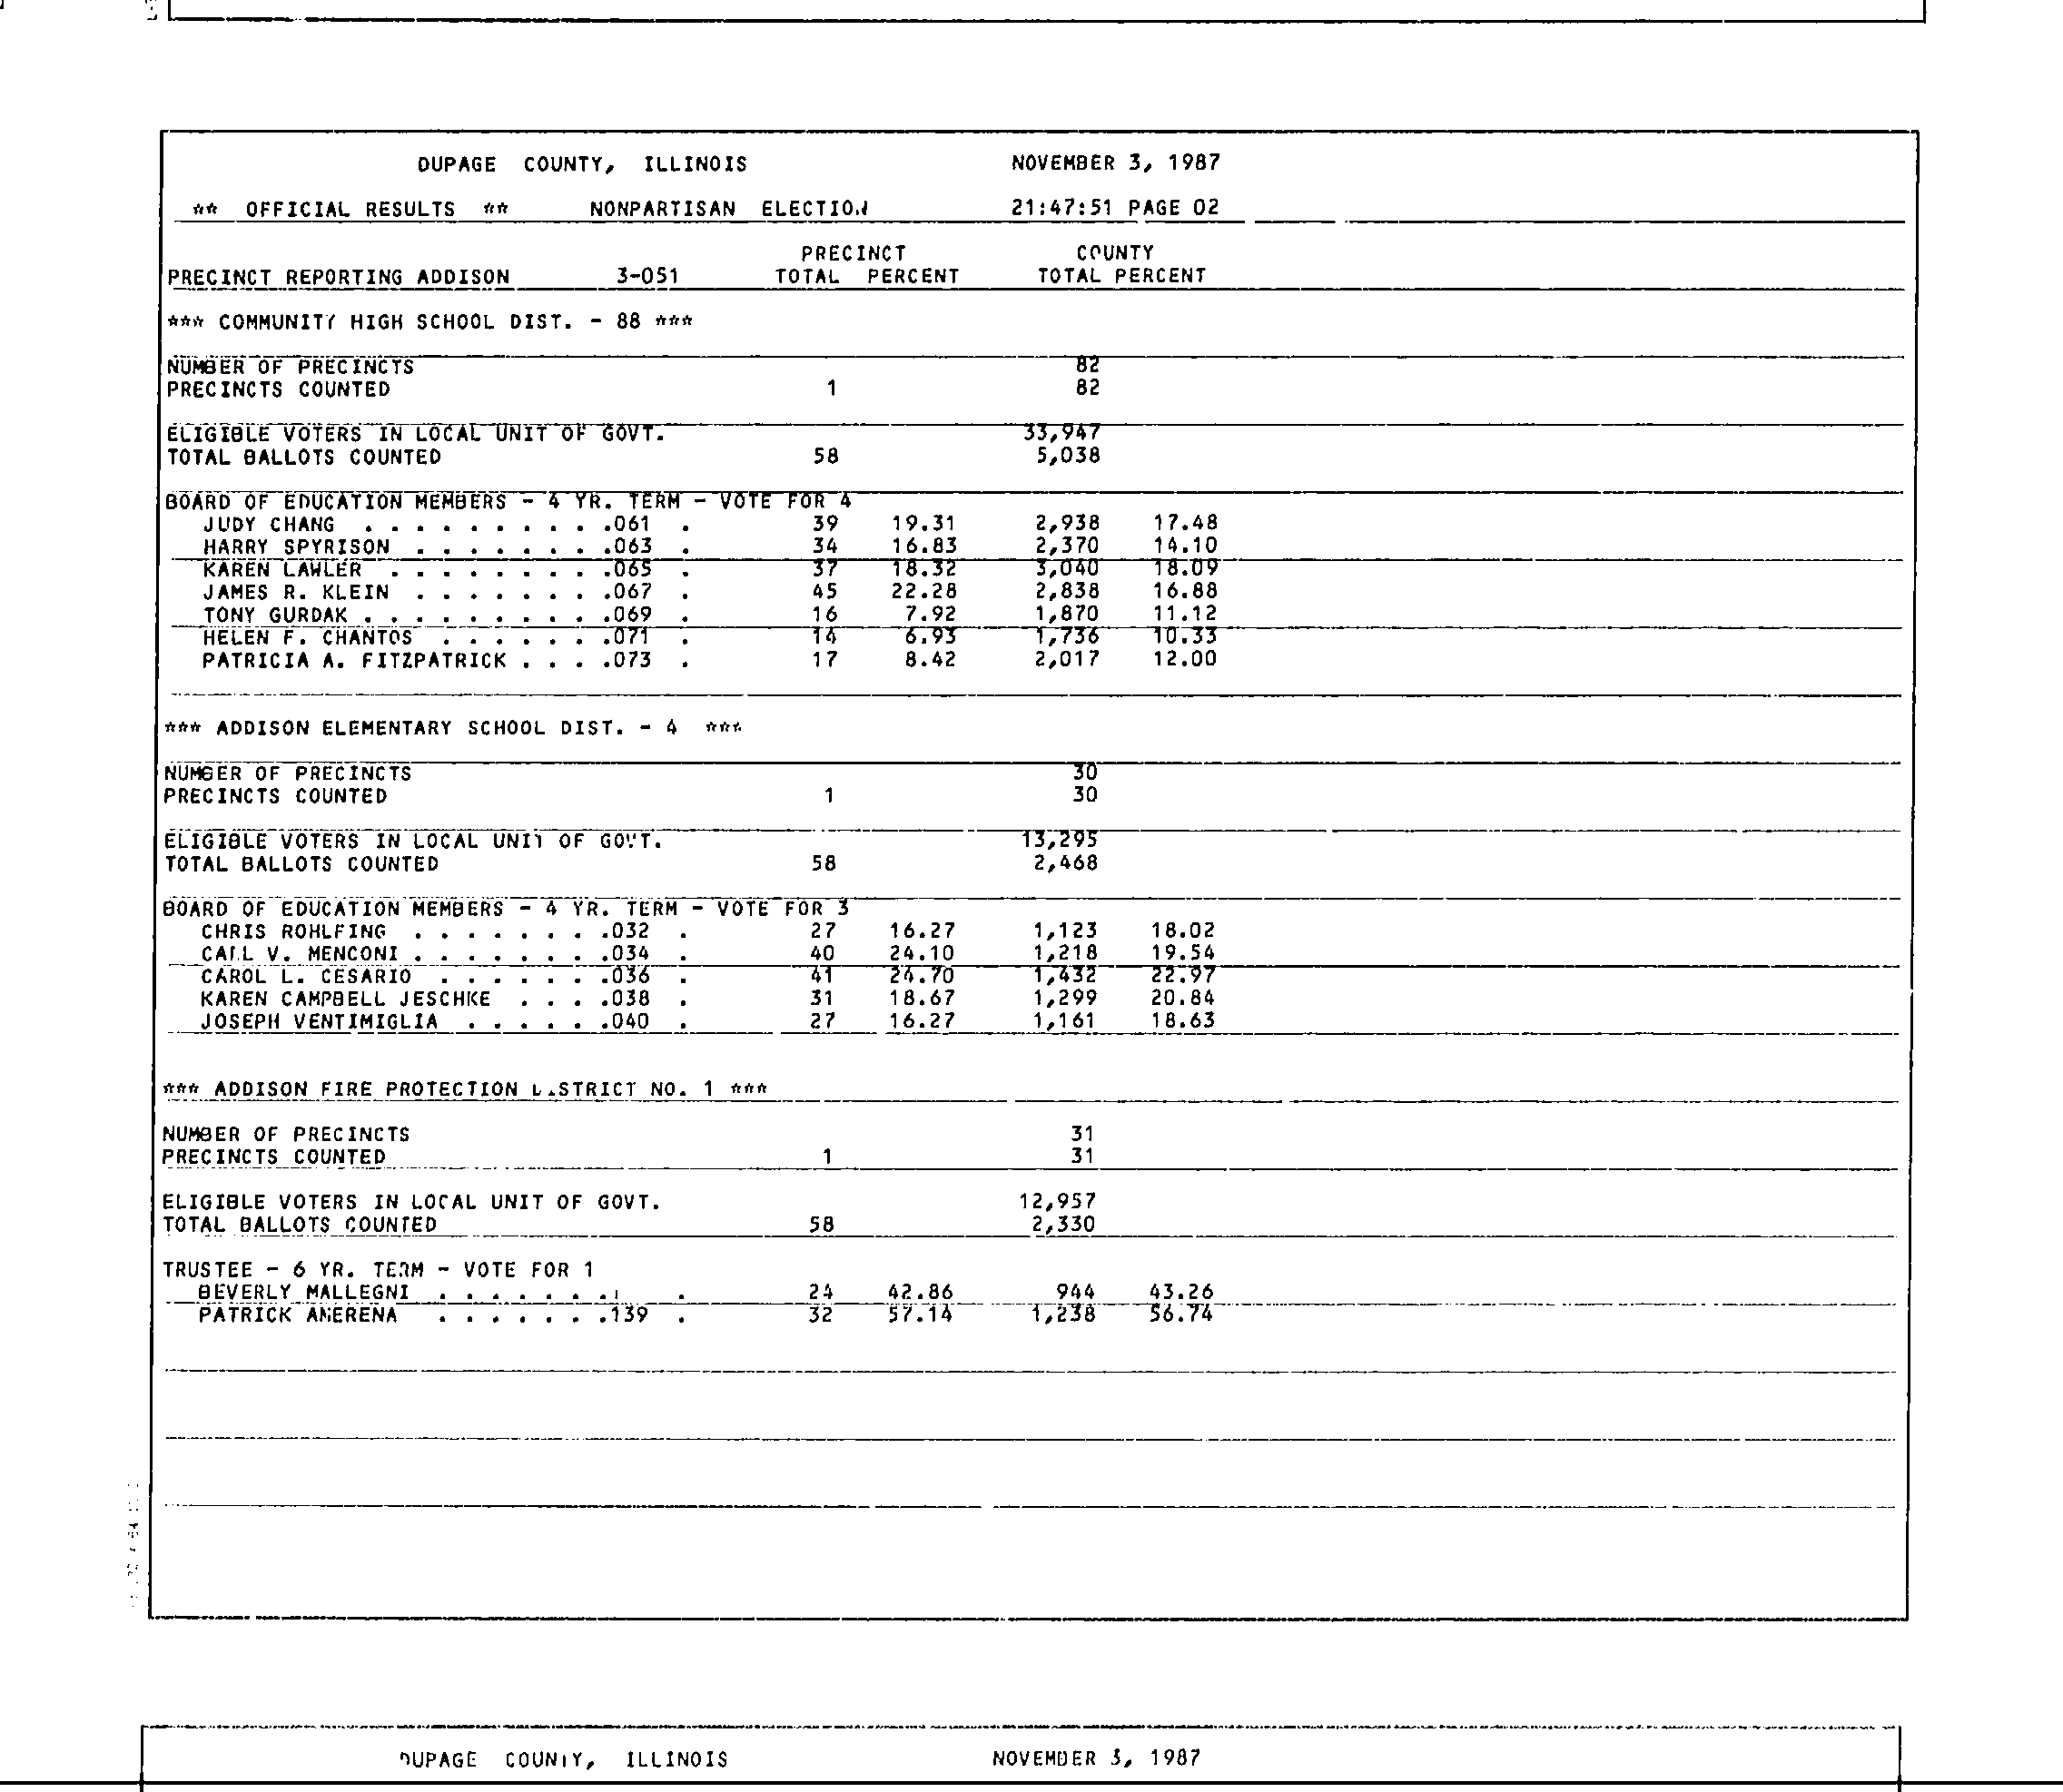 DUPAGE COUNTY, ILLINOIS NOVEMBER 3, 1987
** OFFICIAL RESULTS ** NONPARTISAN ELECTION 21:47:51 PAGE 02
PRECINCT COUNTY
PRECINCT REPORTING ADDISON 3-051 TOTAL PERCENT TOTAL PERCENT
*** COMMUNITY HIGH SCHOOL DIST. - 88 ***
NUMBER OF PRECINCTS 82
PRECINCTS COUNTED 1 82
ELIGIBLE VOTERS IN LOCAL UNIT OF GOVT. 33,947
TOTAL BALLOTS COUNTED 58 5,038
BOARD OF EDUCATION MEMBERS - 4 YR. TERM - VOTE FOR 4
JUDY CHANG . . . . . . . . . .061 . 39 19.31 2,938 17.48
HARRY SPYRISON . . . . . . . .063 . 34 16.83 2,370 14.10
KAREN LAWLER . . . . . . . . .065 . 37 18.32 3,040 18.09
JAMES R. KLEIN . . . . . . . .067 . 45 22.28 2,838 16.88
TONY GURDAK . . . . . . . . . .069 . 16 7.92 1,870 11.12
HELEN F. CHANTOS . . . . . . .071 . 14 6.93 1,736 10.33
PATRICIA A. FITZPATRICK . . . .073 . 17 8.42 2,017 12.00
*** ADDISON ELEMENTARY SCHOOL DIST. - 4 ***
NUMBER OF PRECINCTS 30
PRECINCTS COUNTED 1 30
ELIGIBLE VOTERS IN LOCAL UNIT OF GOVT. 13,295
TOTAL BALLOTS COUNTED 58 2,468
BOARD OF EDUCATION MEMBERS - 4 YR. TERM - VOTE FOR 3
CHRIS ROHLFING . . . . . . . .032 . 27 16.27 1,123 18.02
V. MENCONI . . . . . . . .034 . 40 24.10 1,218 19.54
CAROL L. CESARIO . . . . . . .036 . 41 24.70 1,432 22.97
KAREN CAMPBELL JESCHKE . . . .038 . 31 18.67 1,299 20.84
JOSEPH VENTIMIGLIA . . . . . .040 . 27 16.27 1,161 18.63
*** ADDISON FIRE PROTECTION DISTRICT NO. 1 ***
NUMBER OF PRECINCTS 31
PRECINCTS COUNTED 1 31
ELIGIBLE VOTERS IN LOCAL UNIT OF GOVT. 12,957
TOTAL BALLOTS COUNTED 58 2,330
TRUSTEE - 6 YR. TERM - VOTE FOR 1
BEVERLY MALLEGNI . . . . . . . . 24 42.86 944 43.26
PATRICK . . . . . . .139 . 32 57.14 1,238 56.74
DUPAGE COUNTY, ILLINOIS NOVEMBER 3, 1987